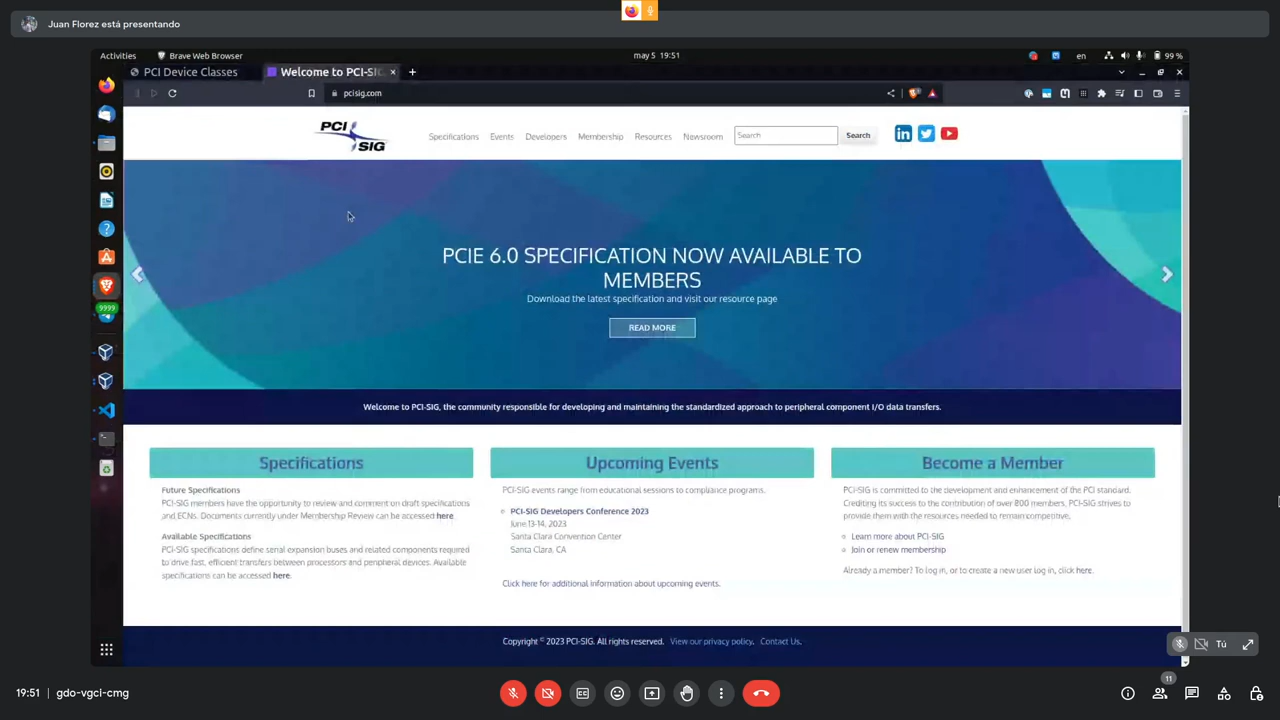 Juan Florez está presentando
Activities
Brave Web Browser
may 5 19:51
en
99 %
PCI Device Classes
Welcome to PCI-SIG
pcisig.com
PCI
SIG
Specifications
Events
Developers
Membership
Resources
Newsroom
Search
Search
PCIE 6.0 SPECIFICATION NOW AVAILABLE TO
MEMBERS
Download the latest specification and visit our resource page
READ MORE
Welcome to PCI-SIG, the community responsible for developing and maintaining the standardized approach to peripheral component I/O data transfers.
Specifications
Future Specifications
PCI-SIG members have the opportunity to review and comment on draft specifications
and ECNs. Documents currently under Membership Review can be accessed here.
Available Specifications
PCI-SIG specifications define serial expansion buses and related components required
to drive fast, efficient transfers between processors and peripheral devices. Available
specifications can be accessed here.
Upcoming Events
PCI-SIG events range from educational sessions to compliance programs.
PCI-SIG Developers Conference 2023
June 13-14, 2023
Santa Clara Convention Center
Santa Clara, CA
Click here for additional information about upcoming events.
Become a Member
PCI-SIG is committed to the development and enhancement of the PCI standard.
Crediting its success to the contribution of over 800 members, PCI-SIG strives to
provide them with the resources needed to remain competitive.
Learn more about PCI-SIG
Join or renew membership
Already a member? To log in, or to create a new user log in, click here.
Copyright © 2023 PCI-SIG. All rights reserved. View our privacy policy. Contact Us.
9999
Tú
19:51
gdo-vgci-cmg
11